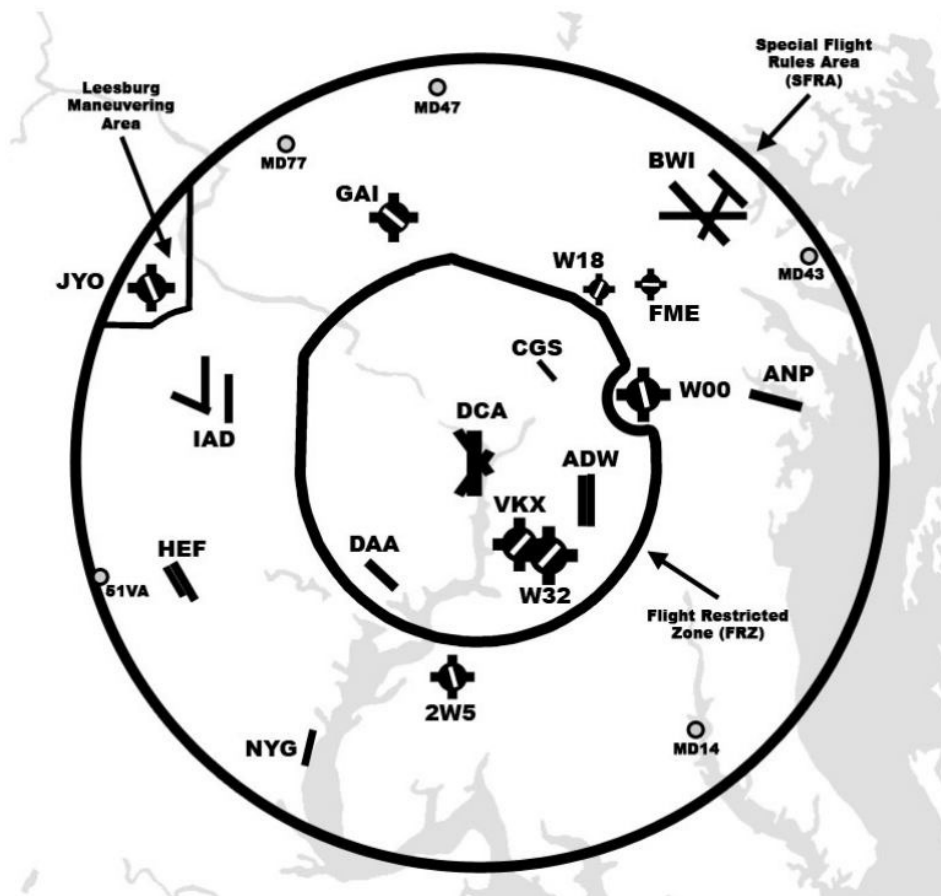 Special Flight
Rules Area
(SFRA)
Leesburg
Maneuvering
Area
MD47
MD77
BWI
GAI
W18
MD43
JYO
FME
CGS
ANP
W00
DCA
IAD
ADW
VKX
HEF
DAA
51VA
W32
Flight Restricted
Zone (FRZ)
2W5
NYG
MD14